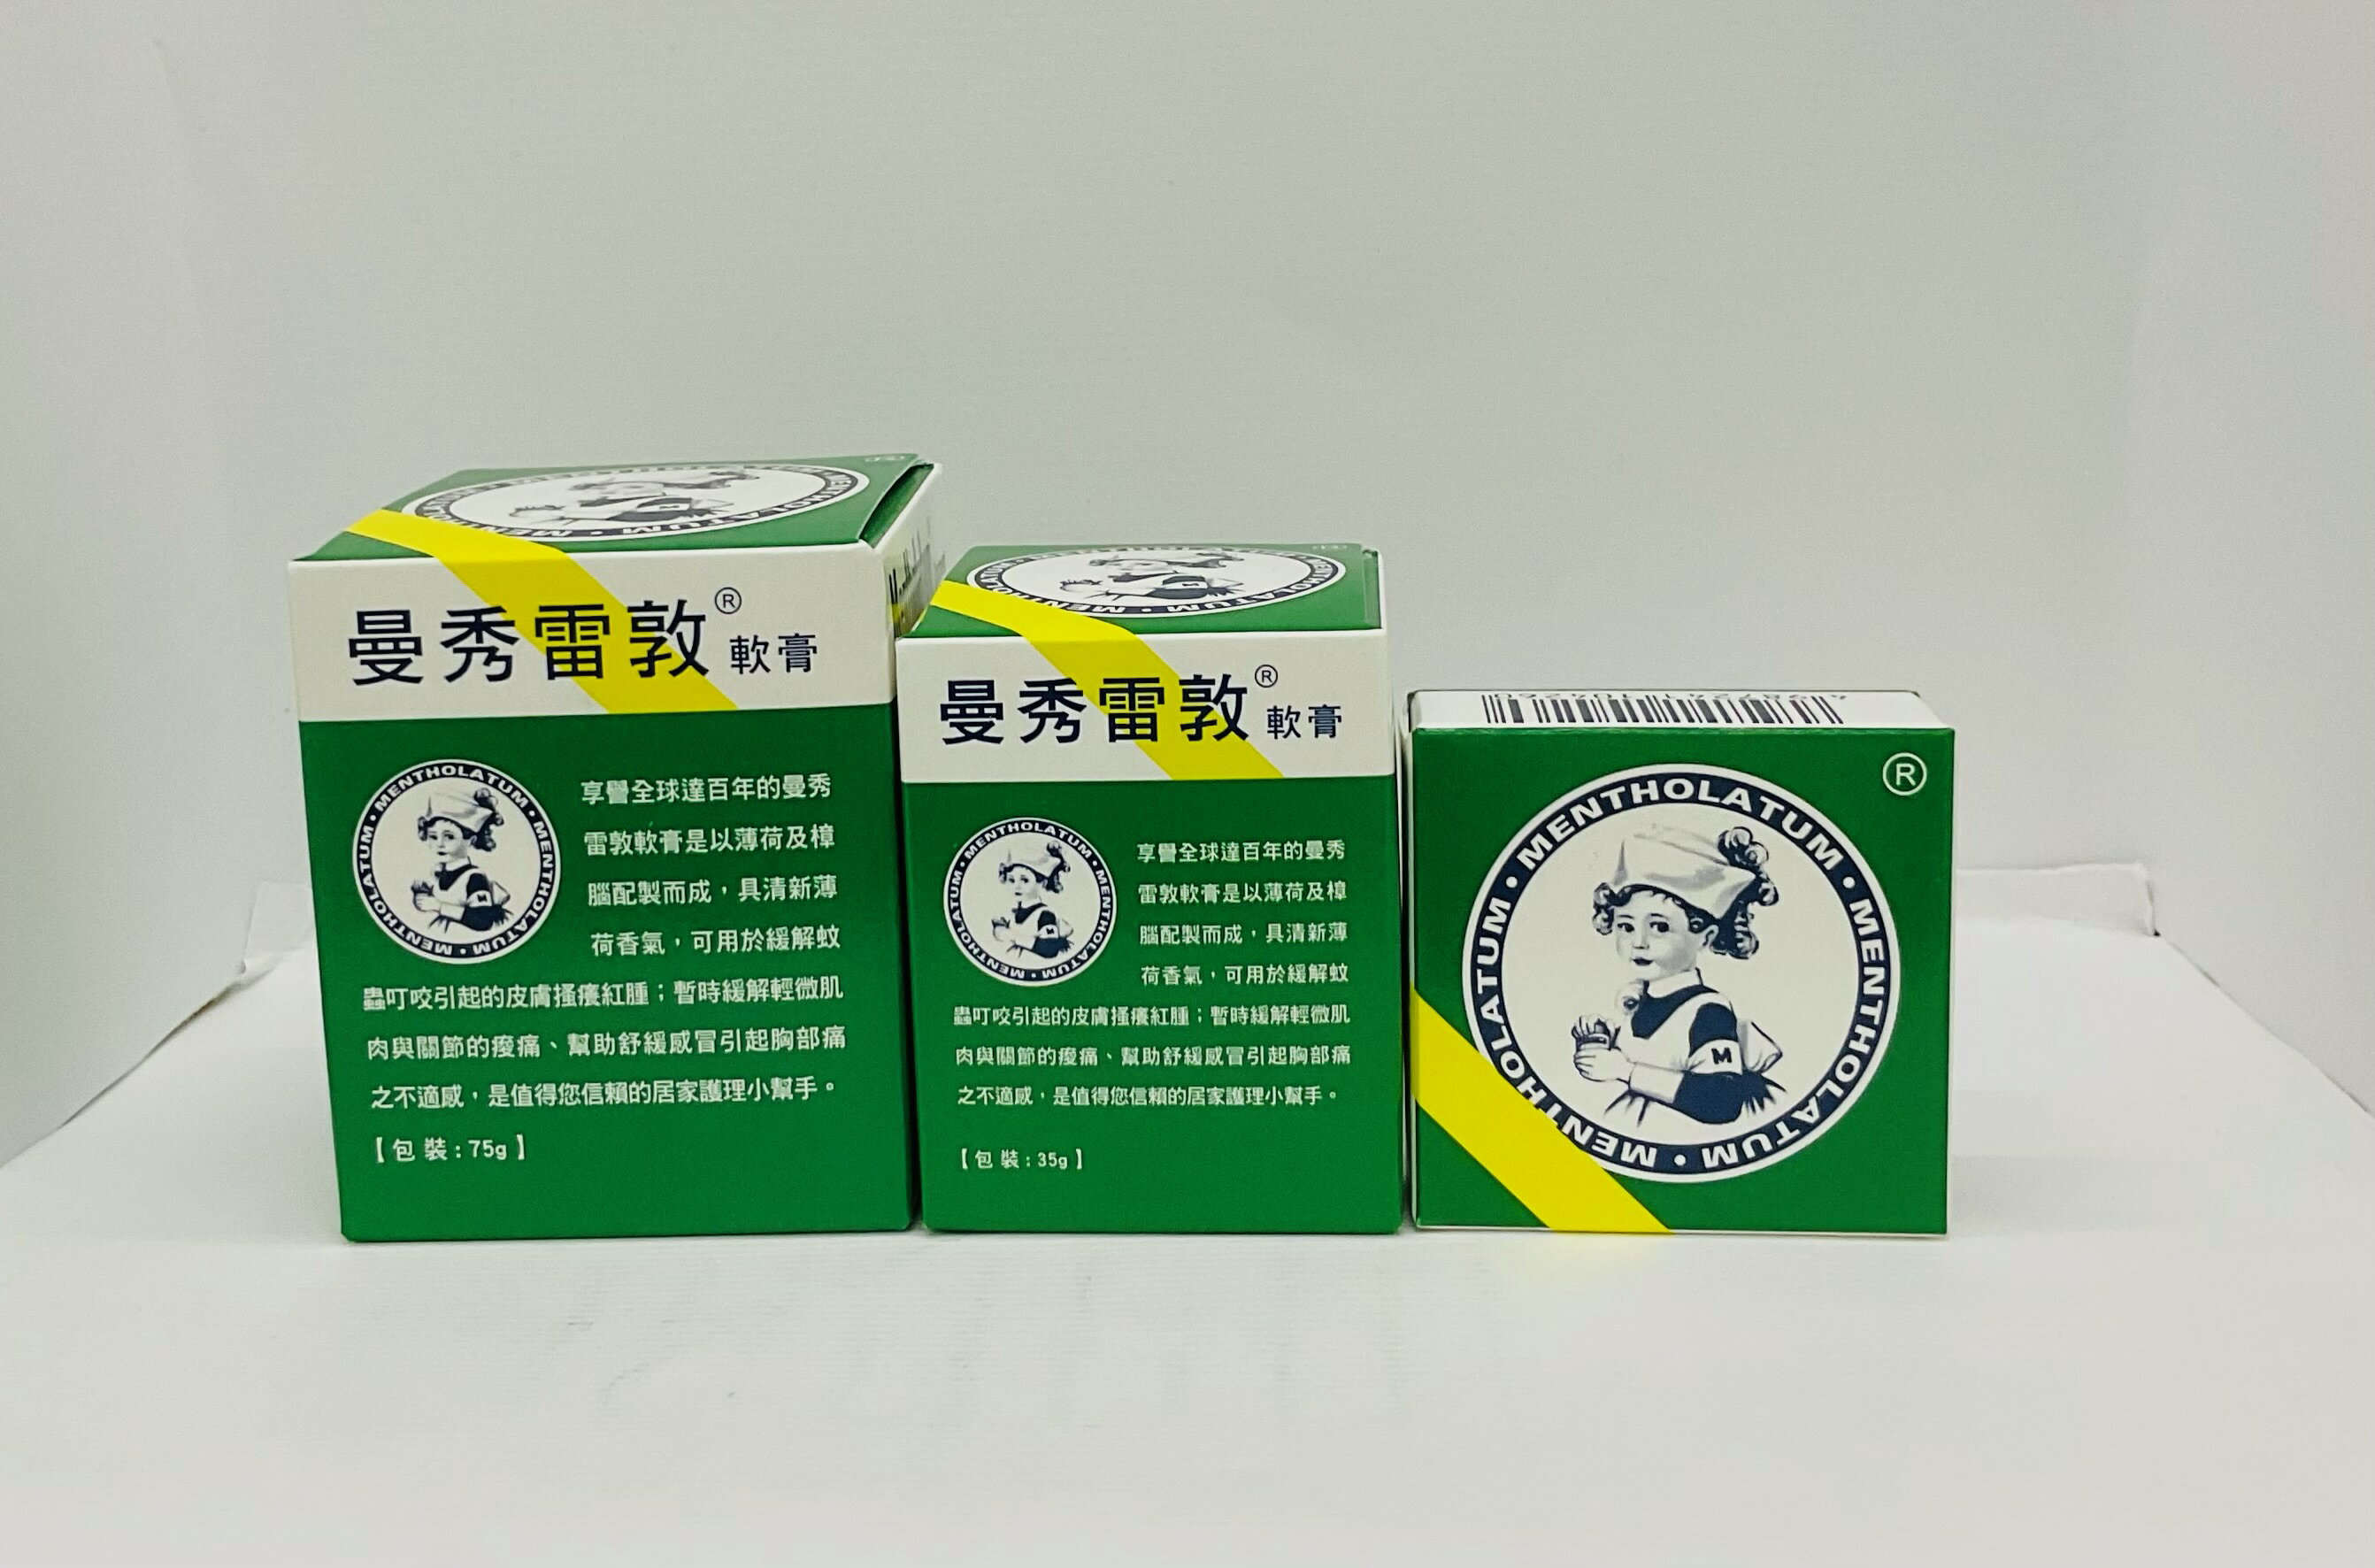 MENTHOLATUM
曼秀雷敦®軟膏
MENTHOLATUM • MENTHOLATUM • MENTHOLATUM •
享譽全球達百年的曼秀
雷敦軟膏是以薄荷及樟
腦配製而成，具清新薄
荷香氣，可用於緩解蚊
蟲叮咬引起的皮膚搔癢紅腫；暫時緩解輕微肌
肉與關節的痠痛、幫助舒緩感冒引起胸部痛
之不適感，是值得您信賴的居家護理小幫手。
【包 裝 : 75g】
MENTHOLATUM
曼秀雷敦®軟膏
MENTHOLATUM • MENTHOLATUM • MENTHOLATUM •
享譽全球達百年的曼秀
雷敦軟膏是以薄荷及樟
腦配製而成，具清新薄
荷香氣，可用於緩解蚊
蟲叮咬引起的皮膚搔癢紅腫；暫時緩解輕微肌
肉與關節的痠痛、幫助舒緩感冒引起胸部痛
之不適感，是值得您信賴的居家護理小幫手。
【包 裝 : 35g】
®
MENTHOLATUM • MENTHOLATUM • MENTHOLATUM •
M